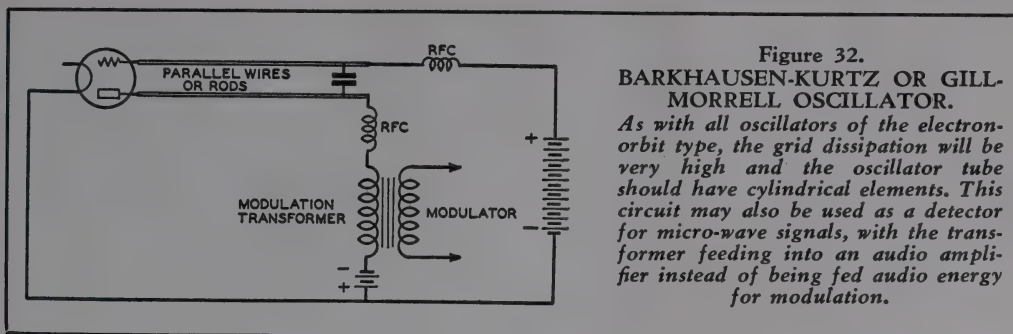 RFC
PARALLEL WIRES
OR RODS
RFC
+
MODULATION
TRANSFORMER
MODULATOR
-
-
+
Figure 32.
BARKHAUSEN-KURTZ OR GILL-
MORRELL OSCILLATOR.
As with all oscillators of the electron-
orbit type, the grid dissipation will be
very high and the oscillator tube
should have cylindrical elements. This
circuit may also be used as a detector
for micro-wave signals, with the trans-
former feeding into an audio ampli-
fier instead of being fed audio energy
for modulation.